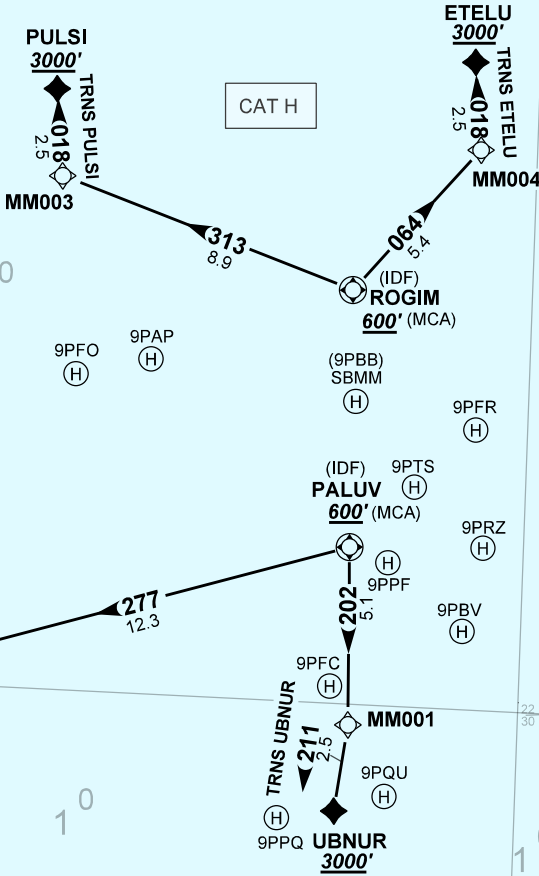 ETELU
3000'
PULSI
3000'
TRNS PULSI
018
2.5
MM003
CAT H
TRNS ETELU
018
2.5
MM004
313
8.9
064
5.4
(IDF)
ROGIM
600' (MCA)
0
9PFO
H
9PAP
H
(9PBB)
SBMM
H
9PFR
H
(IDF)
PALUV
600' (MCA)
9PTS
H
9PRZ
H
9PPF
H
277
12.3
202
5.1
9PBV
H
9PFC
H
MM001
22
30
TRNS UBNUR
211
2.5
9PQU
H
H
9PPQ
UBNUR
3000'
1 0
1